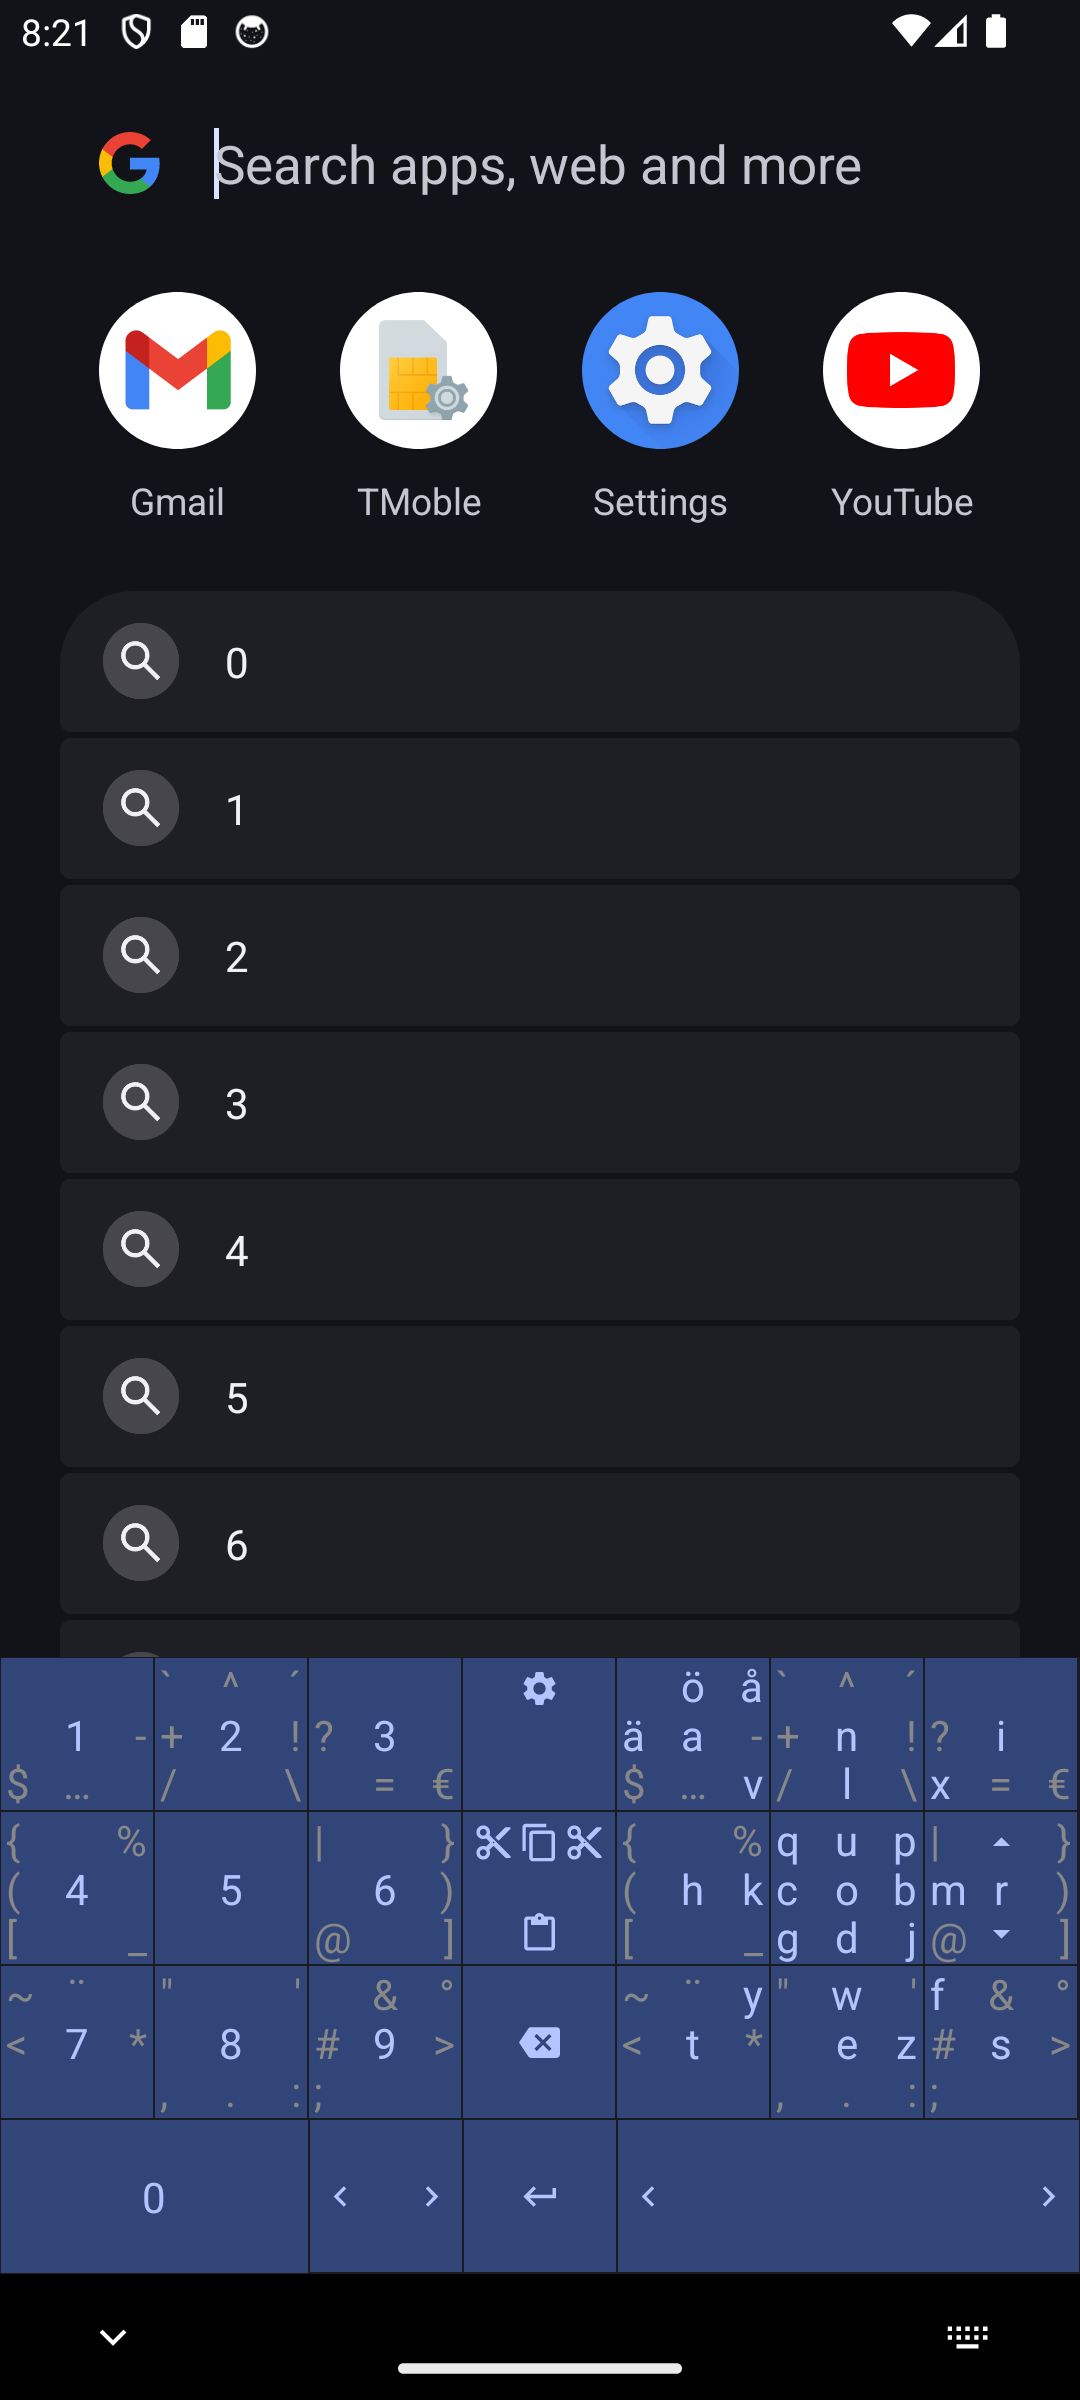 8:21
Search apps, web and more
Gmail TMoble Settings YouTube
0
1
2
3
4
5
6
` ^ ´ ö å ` ^ ´
1 - + 2 ! ? 3 ä a - + n ! ? i
$ … / \ = € $ … v / l \ x = €
{ % | } { % q u p | }
( 4 5 6 ) ( h k c o b m r )
[ _ @ ] [ _ g d j @ ]
~ ¨ " ' & ° ~ ¨ y " w ' f & °
< 7 * 8 # 9 > < t * e z # s >
, . : ; , . : ;
0 < > < >